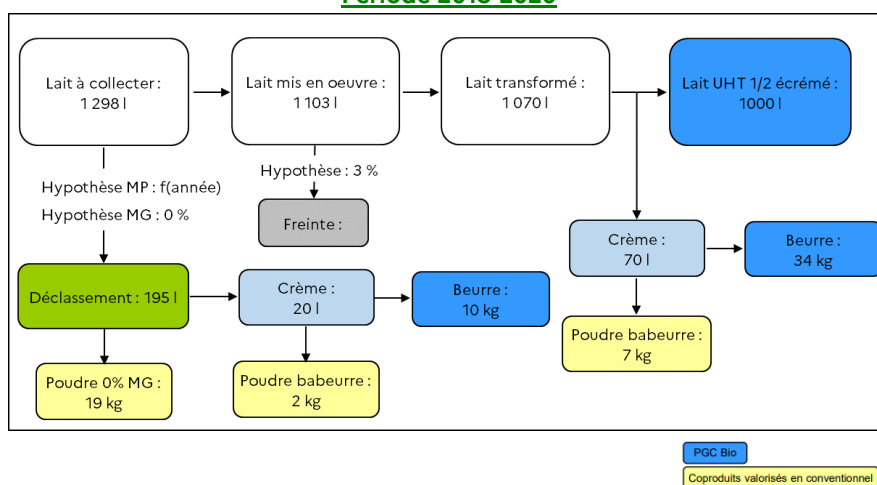 Période 2018-2020
Lait à collecter :
1 298 l
Lait mis en oeuvre :
1 103 l
Lait transformé :
1 070 l
Lait UHT 1/2 écrémé :
1000 l
Hypothèse MP : f(année)
Hypothèse MG : 0 %
Hypothèse : 3 %
Freinte :
Crème :
70 l
Beurre :
34 kg
Déclassement : 195 l
Crème :
20 l
Beurre :
10 kg
Poudre babeurre :
7 kg
Poudre 0% MG :
19 kg
Poudre babeurre :
2 kg
PGC Bio
Coproduits valorisés en conventionnel